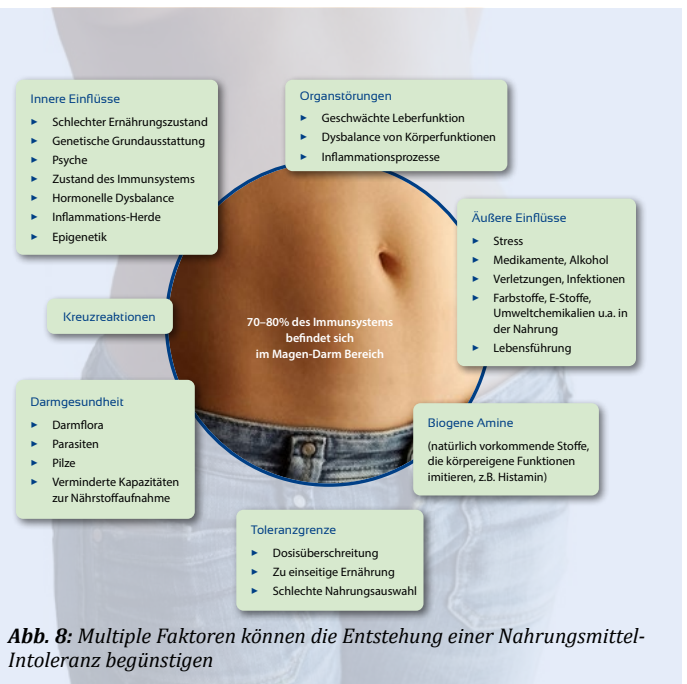 Innere Einflüsse
► Schlechter Ernährungszustand
► Genetische Grundausstattung
► Psyche
► Zustand des Immunsystems
► Hormonelle Dysbalance
► Inflammations-Herde
► Epigenetik
Organstörungen
► Geschwächte Leberfunktion
► Dysbalance von Körperfunktionen
► Inflammationsprozesse
Äußere Einflüsse
► Stress
► Medikamente, Alkohol
► Verletzungen, Infektionen
► Farbstoffe, E-Stoffe,
Umweltchemikalien u.a. in
der Nahrung
► Lebensführung
Kreuzreaktionen
70–80% des Immunsystems
befindet sich
im Magen-Darm Bereich
Darmgesundheit
► Darmflora
► Parasiten
► Pilze
► Verminderte Kapazitäten
zur Nährstoffaufnahme
Biogene Amine
(natürlich vorkommende Stoffe,
die körpereigene Funktionen
imitieren, z.B. Histamin)
Toleranzgrenze
► Dosisüberschreitung
► Zu einseitige Ernährung
► Schlechte Nahrungsauswahl
Abb. 8: Multiple Faktoren können die Entstehung einer Nahrungsmittel-
Intoleranz begünstigen